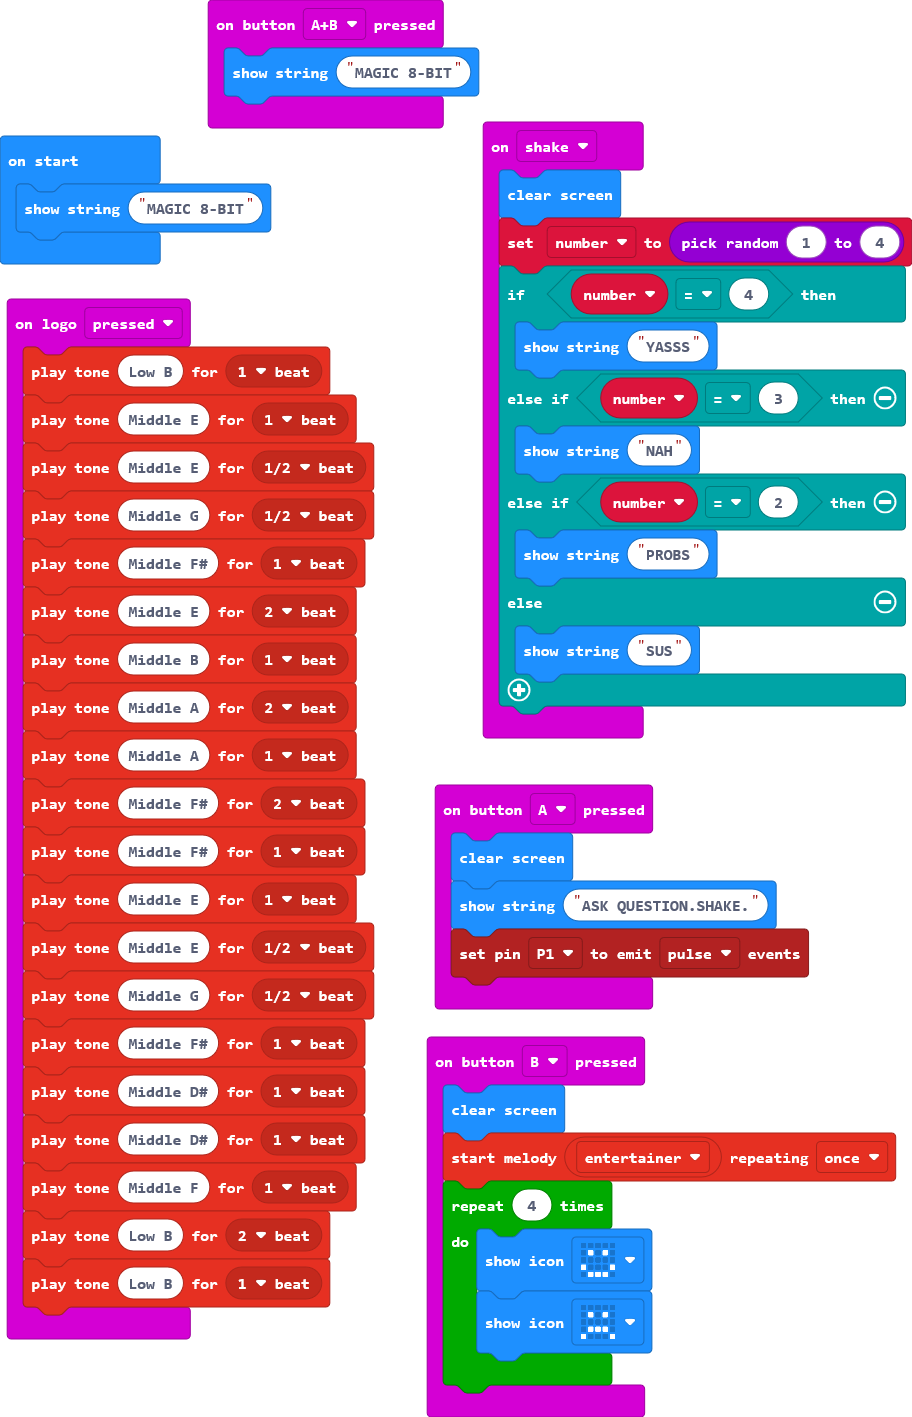 on button A+B pressed
show string "MAGIC 8-BIT"
on start
show string "MAGIC 8-BIT"
on logo pressed
play tone Low B for 1 beat
play tone Middle E for 1 beat
play tone Middle E for 1/2 beat
play tone Middle G for 1/2 beat
play tone Middle F# for 1 beat
play tone Middle E for 2 beat
play tone Middle B for 1 beat
play tone Middle A for 2 beat
play tone Middle A for 1 beat
play tone Middle F# for 2 beat
play tone Middle F# for 1 beat
play tone Middle E for 1 beat
play tone Middle E for 1/2 beat
play tone Middle G for 1/2 beat
play tone Middle F# for 1 beat
play tone Middle D# for 1 beat
play tone Middle D# for 1 beat
play tone Middle F for 1 beat
play tone Low B for 2 beat
play tone Low B for 1 beat
on shake
clear screen
set number to pick random 1 to 4
if number = 4 then
show string "YASSS"
else if number = 3 then
show string "NAH"
else if number = 2 then
show string "PROBS"
else
show string "SUS"
on button A pressed
clear screen
show string "ASK QUESTION.SHAKE."
set pin P1 to emit pulse events
on button B pressed
clear screen
start melody entertainer repeating once
repeat 4 times
do
show icon
show icon